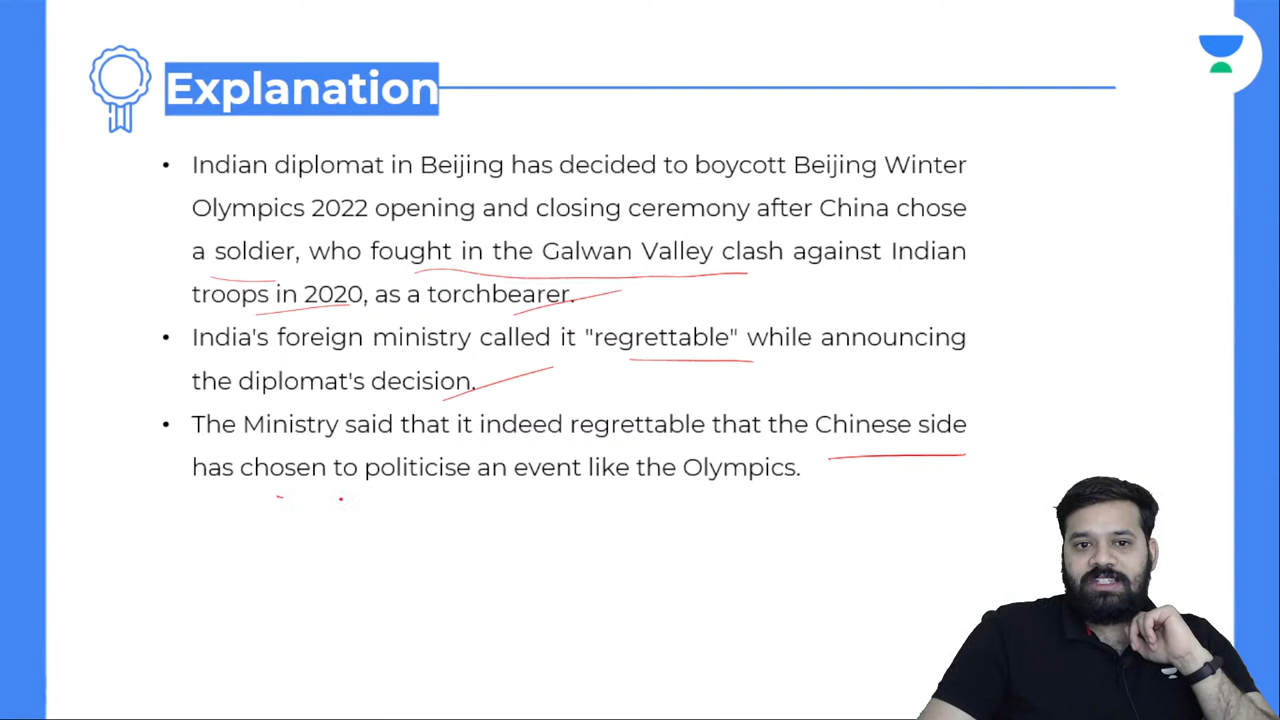 Explanation
• Indian diplomat in Beijing has decided to boycott Beijing Winter
Olympics 2022 opening and closing ceremony after China chose
a soldier, who fought in the Galwan Valley clash against Indian
troops in 2020, as a torchbearer.
• India's foreign ministry called it "regrettable" while announcing
the diplomat's decision.
• The Ministry said that it indeed regrettable that the Chinese side
has chosen to politicise an event like the Olympics.